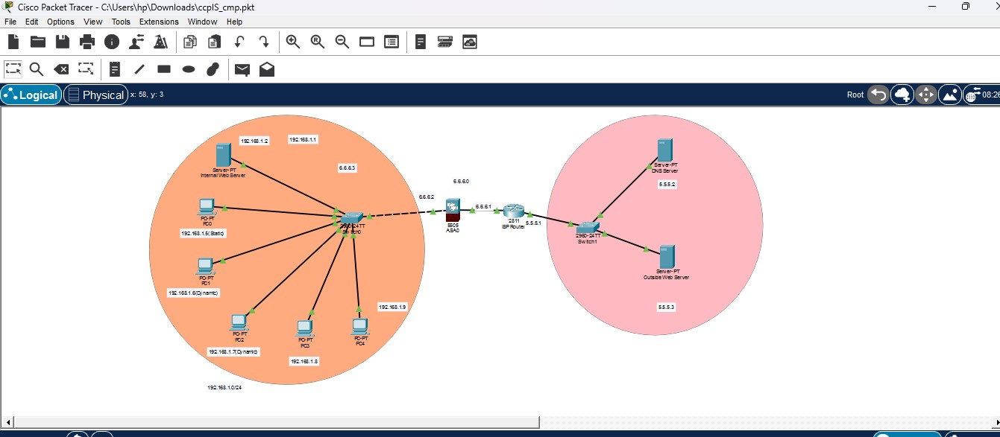 Cisco Packet Tracer - C:\Users\hp\Downloads\ccpIS_cmp.pkt
File Edit Options View Tools Extensions Window Help
Logical Physical x: 58, y: 3 Root 08:26
192.168.1.2
192.168.1.1
Server-PT
Internal Web Server
6.6.6.3
PC-PT
PC0
192.168.1.5(Static)
2960-24TT
Switch0
PC-PT
PC1
192.168.1.6(Dynamic)
PC-PT
PC2
192.168.1.7(Dynamic)
PC-PT
PC3
192.168.1.8
192.168.1.9
PC-PT
PC4
192.168.1.0/24
6.6.6.2
6.6.6.0
5505
ASA0
6.6.6.1
2811
ISP Router
5.5.5.1
Server-PT
DNS Server
5.5.5.2
2960-24TT
Switch1
Server-PT
Outside Web Server
5.5.5.3